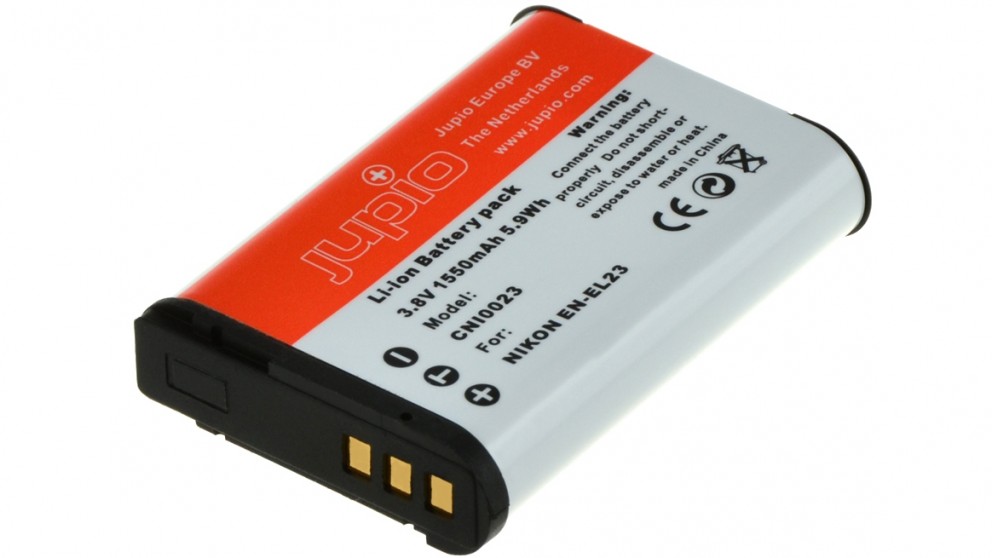 jupio
Jupio Europe BV
The Netherlands
www.jupio.com
Li-ion Battery pack
3.8V 1550mAh 5.9Wh
Model:
CNI0023
For:
NIKON EN-EL23
Warning:
Connect the battery
properly Do not short-
circuit, disassemble or
expose to water or heat.
made in China
CE
− T +